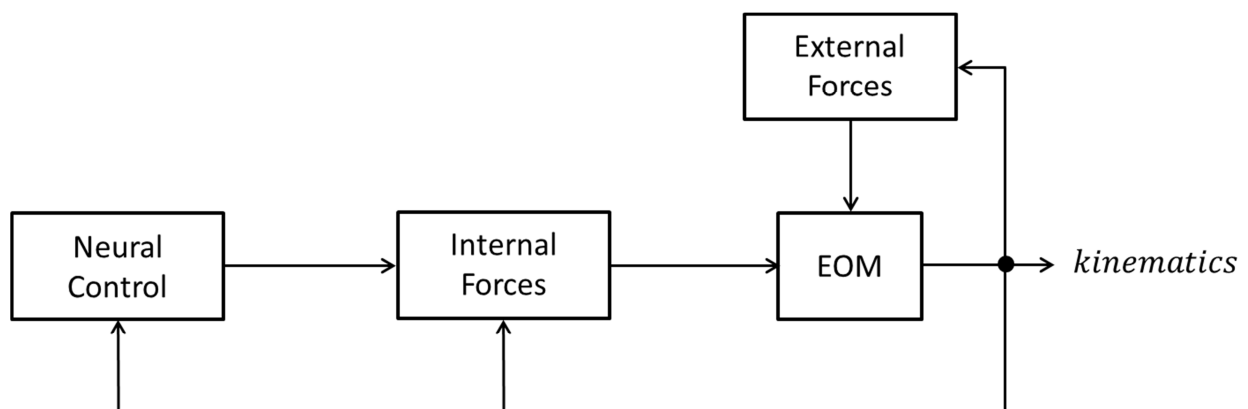 External
Forces
Neural
Control
Internal
Forces
EOM
kinematics